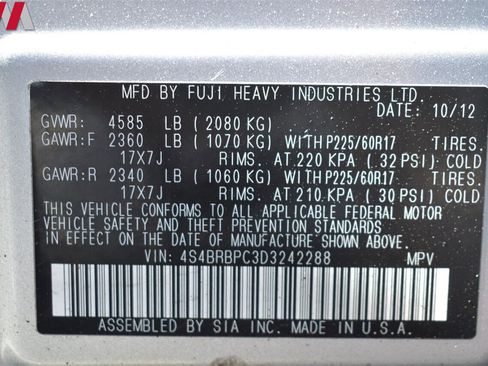 MFD BY FUJI HEAVY INDUSTRIES LTD.
DATE: 10/12
GVWR: 4585 LB (2080 KG)
GAWR:F 2360 LB (1070 KG) WITH P225/60R17 TIRES.
17X7J RIMS. AT 220 KPA (32 PSI) COLD
GAWR:R 2340 LB (1060 KG) WITH P225/60R17 TIRES.
17X7J RIMS. AT 210 KPA (30 PSI) COLD
THIS VEHICLE CONFORMS TO ALL APPLICABLE FEDERAL MOTOR
VEHICLE SAFETY AND THEFT PREVENTION STANDARDS
IN EFFECT ON THE DATE OF MANUFACTURE SHOWN ABOVE.
VIN: 4S4BRBPC3D3242288 MPV
ASSEMBLED BY SIA INC. MADE IN U.S.A.